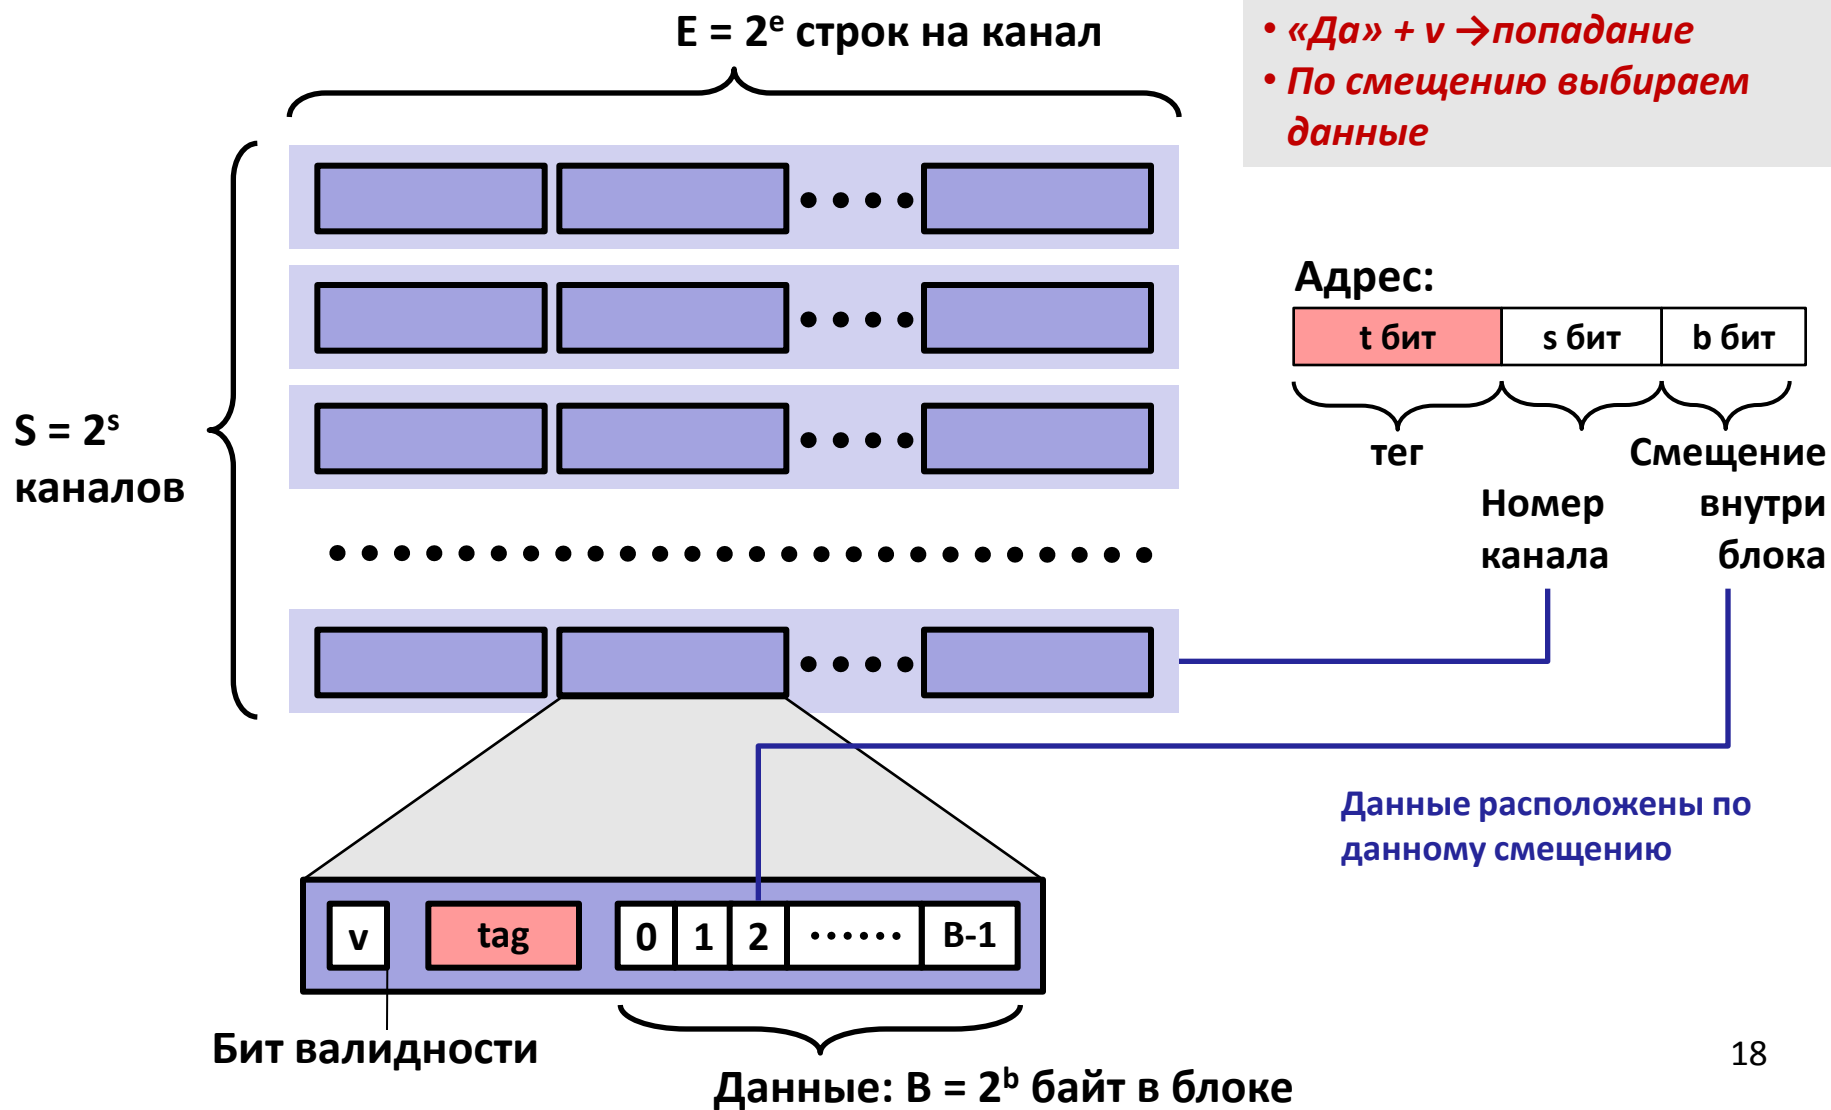 E = 2ᵉ строк на канал
• «Да» + v →попадание
• По смещению выбираем
данные
Адрес:
t бит s бит b бит
тег
Номер
канала
Смещение
внутри
блока
S = 2ˢ
каналов
Данные расположены по
данному смещению
v tag 0 1 2 ...... B-1
Бит валидности
Данные: B = 2ᵇ байт в блоке
18